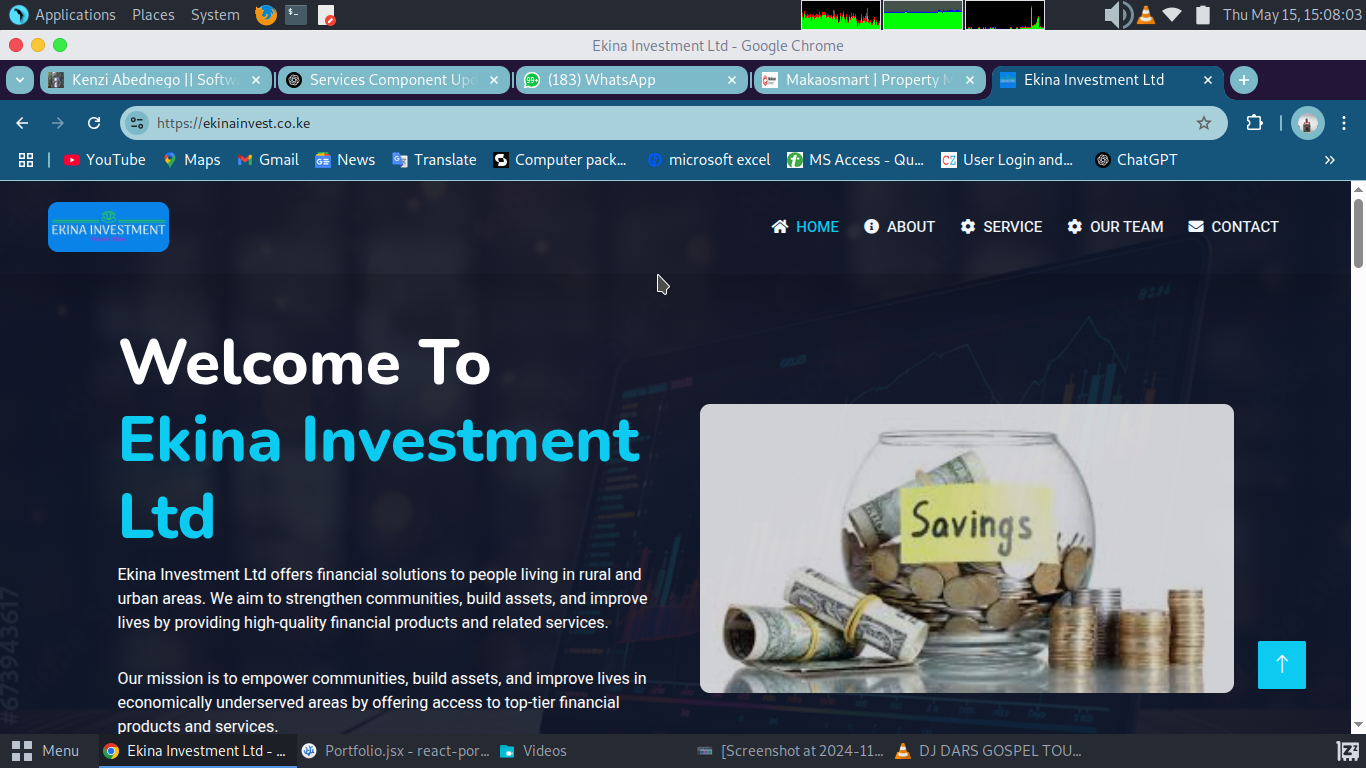 Applications Places System Thu May 15, 15:08:03
Ekina Investment Ltd - Google Chrome
Kenzi Abednego || Softw
Services Component Upd
(183) WhatsApp
Makaosmart | Property M
Ekina Investment Ltd
https://ekinainvest.co.ke
YouTube Maps Gmail News Translate Computer pack... microsoft excel MS Access - Qu... User Login and... ChatGPT »
EKINA INVESTMENT
HOME ABOUT SERVICE OUR TEAM CONTACT
Welcome To
Ekina Investment
Ltd
Ekina Investment Ltd offers financial solutions to people living in rural and
urban areas. We aim to strengthen communities, build assets, and improve
lives by providing high-quality financial products and related services.
Our mission is to empower communities, build assets, and improve lives in
economically underserved areas by offering access to top-tier financial
products and services.
Savings
#673943617
Menu Ekina Investment Ltd - ... Portfolio.jsx - react-por... Videos [Screenshot at 2024-11... DJ DARS GOSPEL TOU...